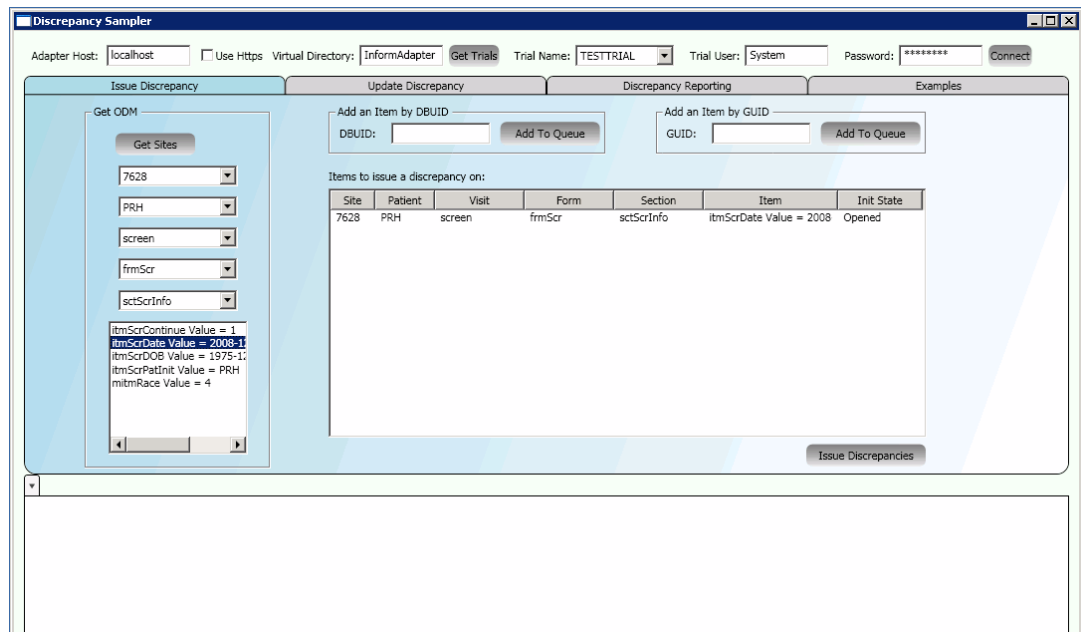 Discrepancy Sampler
Adapter Host: localhost Use Https Virtual Directory: InformAdapter Get Trials Trial Name: TESTTRIAL Trial User: System Password: ******** Connect
Issue Discrepancy Update Discrepancy Discrepancy Reporting Examples
Get ODM
Get Sites
7628
PRH
screen
frmScr
sctScrInfo
itmScrContinue Value = 1
itmScrDate Value = 2008-12
itmScrDOB Value = 1975-12
itmScrPatInit Value = PRH
mitmRace Value = 4
Add an Item by DBUID
DBUID: Add To Queue
Add an Item by GUID
GUID: Add To Queue
Items to issue a discrepancy on:
Site Patient Visit Form Section Item Init State
7628 PRH screen frmScr sctScrInfo itmScrDate Value = 2008 Opened
Issue Discrepancies